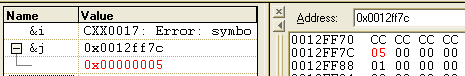 Name Value
&i CXX0017: Error: symbo
&j 0x0012ff7c
0x00000005
Address: 0x0012ff7c
0012FF70 CC CC CC CC
0012FF7C 05 00 00 00
0012FF88 01 00 00 00